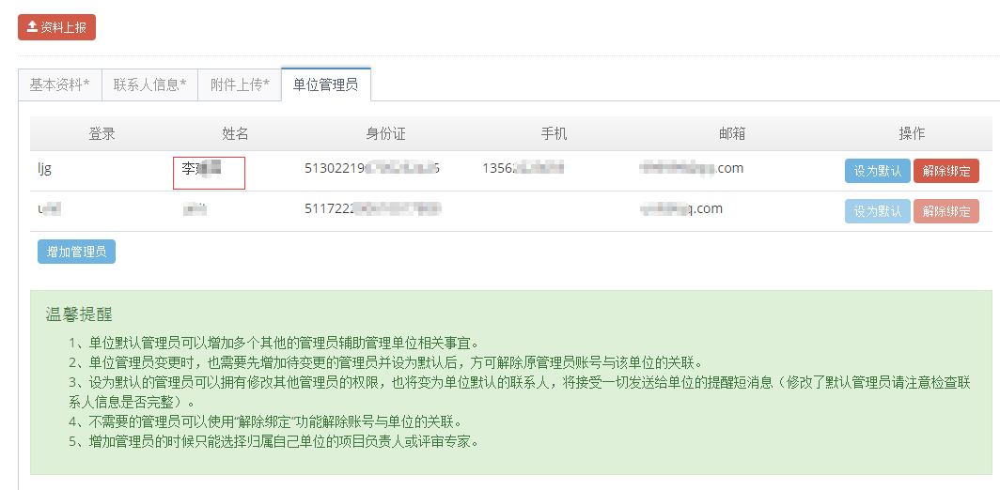 资料上报
基本资料* 联系人信息* 附件上传* 单位管理员
登录 姓名 身份证 手机 邮箱 操作
ljg 李 51302219 5 13562 .com 设为默认 解除绑定
u 5117222 q.com 设为默认 解除绑定
增加管理员
温馨提醒
1、单位默认管理员可以增加多个其他的管理员辅助管理单位相关事宜。
2、单位管理员变更时，也需要先增加待变更的管理员并设为默认后，方可解除原管理员账号与该单位的关联。
3、设为默认的管理员可以拥有修改其他管理员的权限，也将变为单位默认的联系人，将接受一切发送给单位的提醒短消息（修改了默认管理员请注意检查联
系人信息是否完整）。
4、不需要的管理员可以使用“解除绑定”功能解除账号与单位的关联。
5、增加管理员的时候只能选择归属自己单位的项目负责人或评审专家。